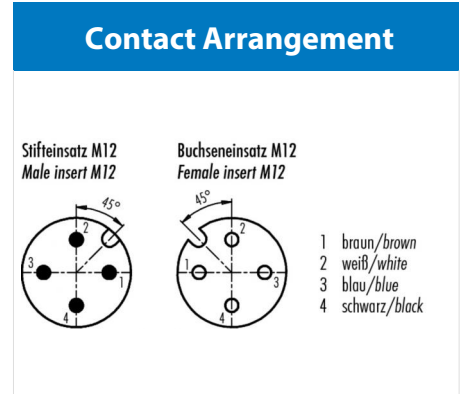 Contact Arrangement
Stifteinsatz M12
Male insert M12
45°
2
3
1
4
Buchseneinsatz M12
Female insert M12
45°
2
1
3
4
1 braun/brown
2 weiß/white
3 blau/blue
4 schwarz/black